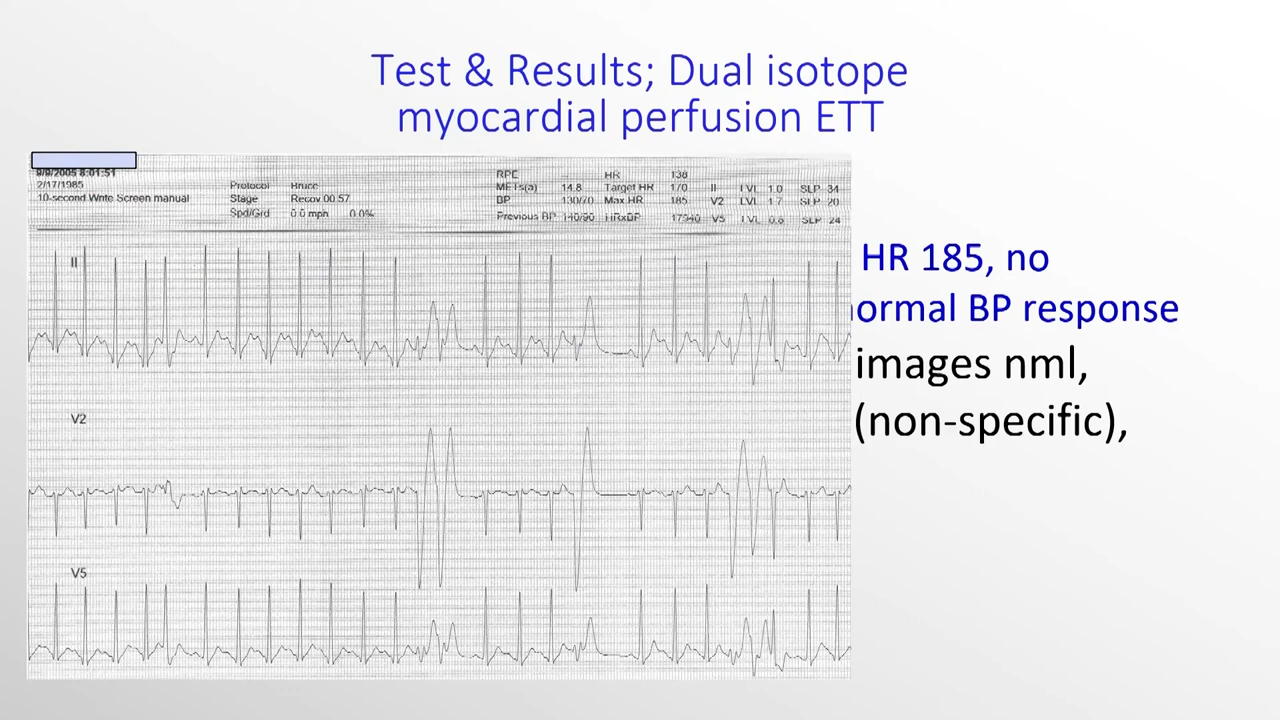 Test & Results; Dual isotope
myocardial perfusion ETT
9/9/2005 8:01:51
2/17/1985
10-second Write Screen manual
Protocol Bruce
Stage Recov 00:57
Spd/Grd 0.0 mph 0.0%
RPE -- HR 138
METs(a) 14.8 Target HR 170 II LVL 1.0 SLP 34
BP 130/70 Max HR 185 V2 LVL 1.7 SLP 20
Previous BP 140/90 HRxBP 17940 V5 LVL 0.6 SLP 24
II
HR 185, no
normal BP response
images nml,
(non-specific),
V2
V5